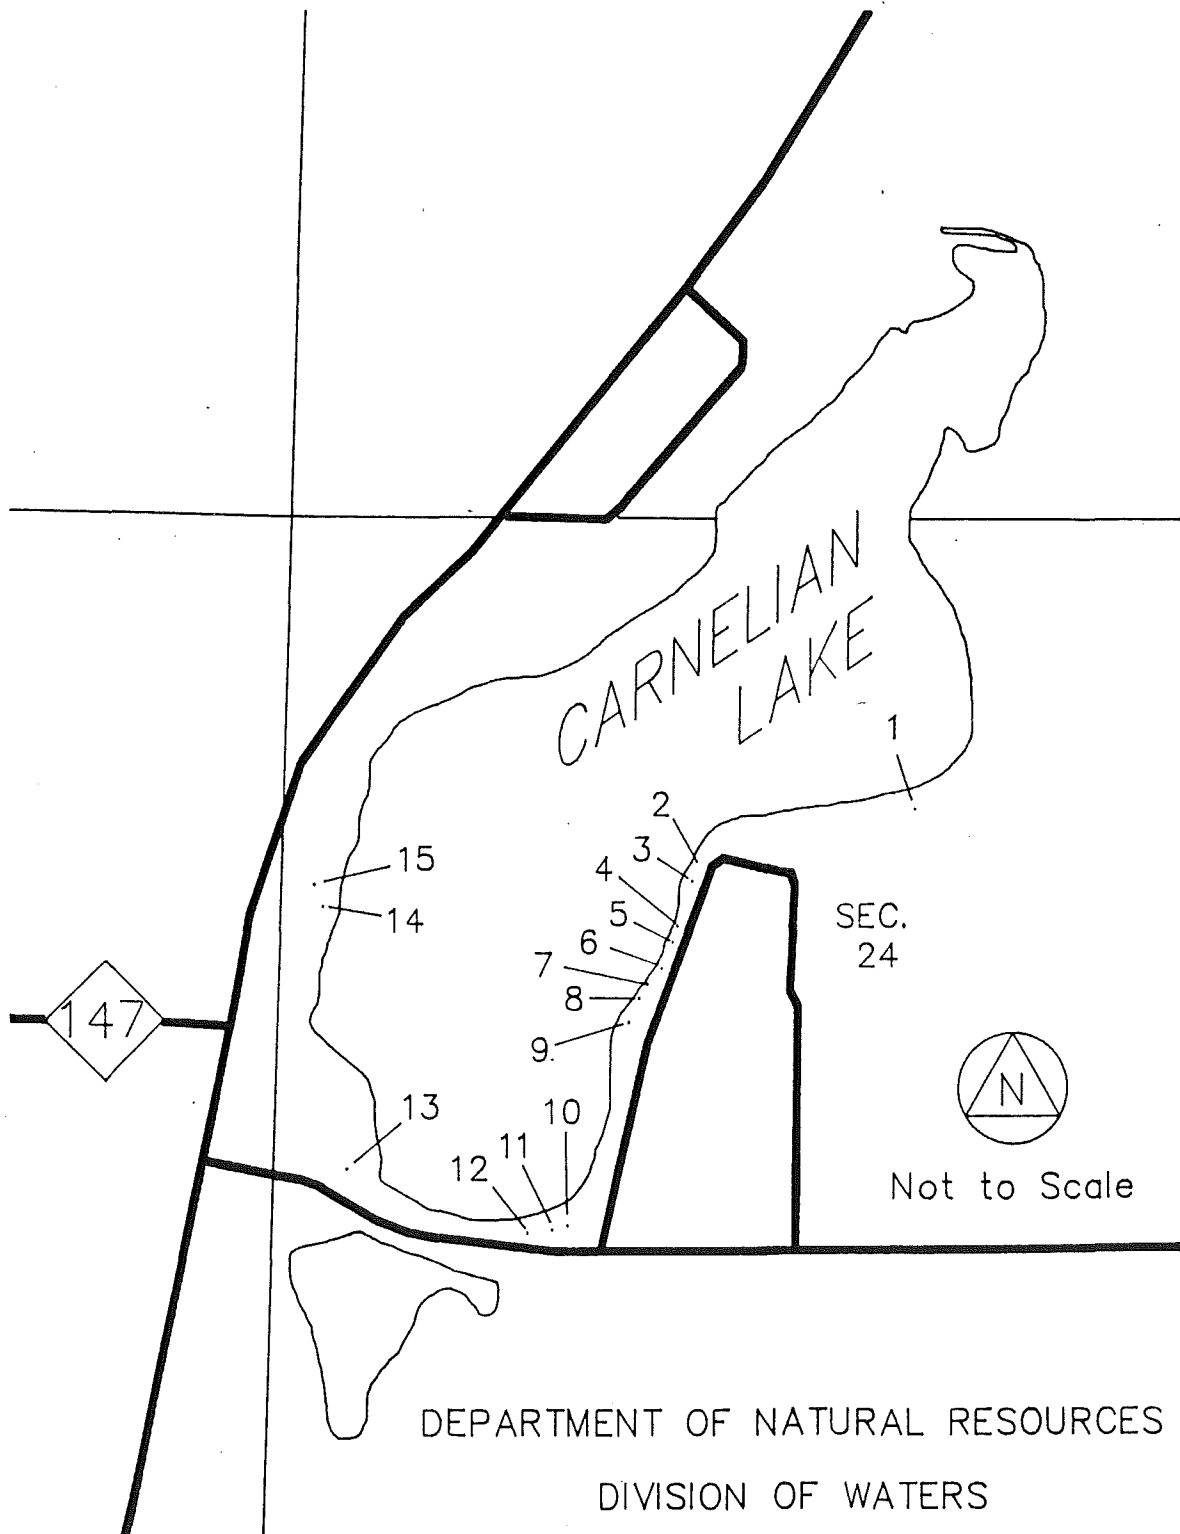 CARNELIAN
LAKE
1
2
3
4
5
6
7
8
9
15
14
SEC.
24
147
N
13
10
11
12
Not to Scale
DEPARTMENT OF NATURAL RESOURCES
DIVISION OF WATERS